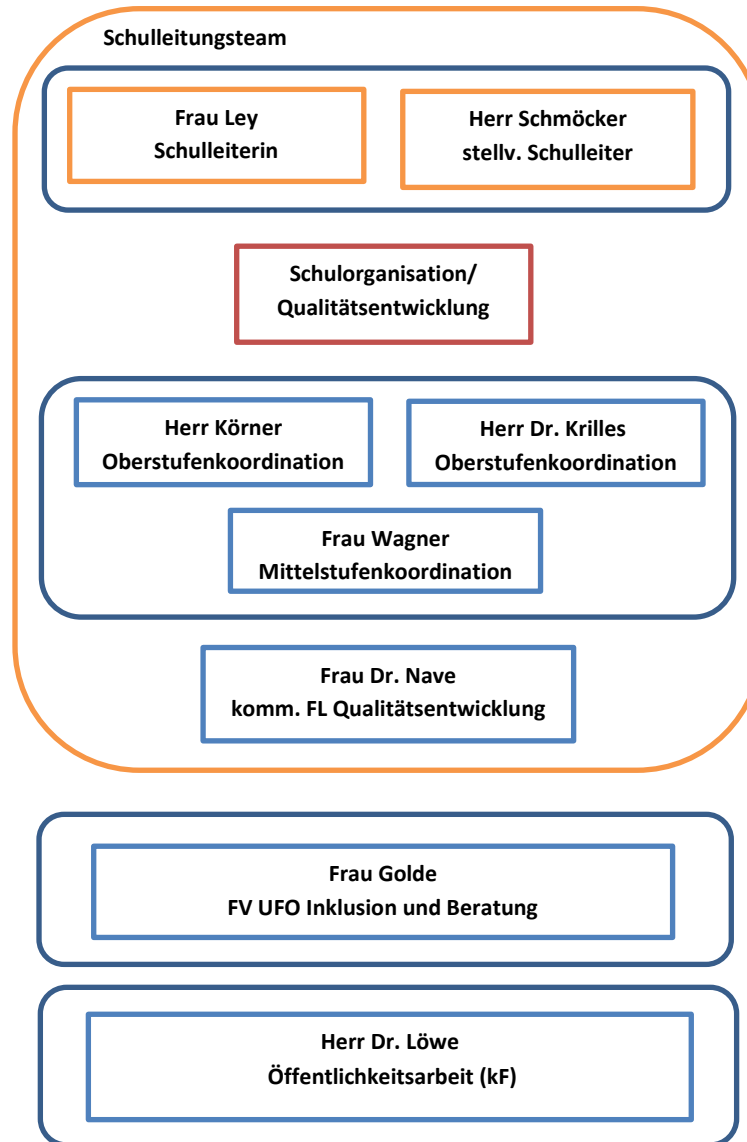 Schulleitungsteam
Frau Ley
Schulleiterin
Herr Schmöcker
stellv. Schulleiter
Schulorganisation/
Qualitätsentwicklung
Herr Körner
Oberstufenkoordination
Herr Dr. Krilles
Oberstufenkoordination
Frau Wagner
Mittelstufenkoordination
Frau Dr. Nave
komm. FL Qualitätsentwicklung
Frau Golde
FV UFO Inklusion und Beratung
Herr Dr. Löwe
Öffentlichkeitsarbeit (kF)